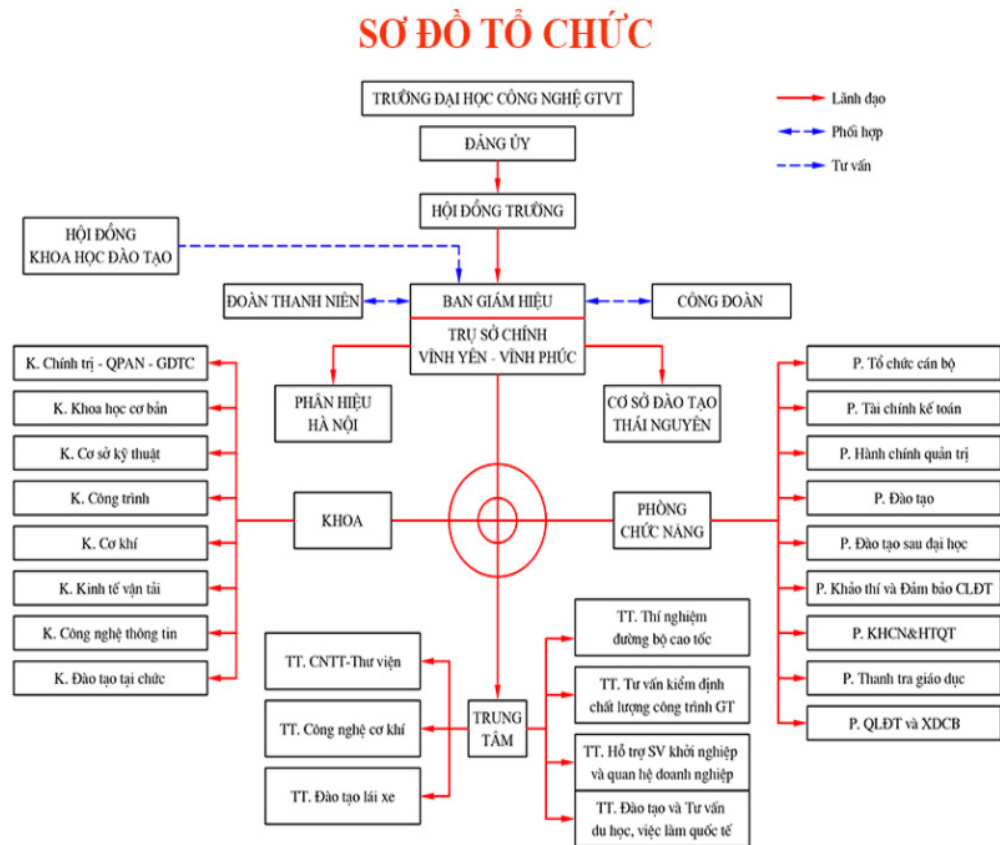 SƠ ĐỒ TỔ CHỨC
TRƯỜNG ĐẠI HỌC CÔNG NGHỆ GTVT
Lãnh đạo
Phối hợp
Tư vấn
ĐẢNG ỦY
HỘI ĐỒNG TRƯỜNG
HỘI ĐỒNG
KHOA HỌC ĐÀO TẠO
ĐOÀN THANH NIÊN
BAN GIÁM HIỆU
CÔNG ĐOÀN
TRỤ SỞ CHÍNH
VĨNH YÊN - VĨNH PHÚC
PHÂN HIỆU
HÀ NỘI
CƠ SỞ ĐÀO TẠO
THÁI NGUYÊN
K. Chính trị - QPAN - GDTC
K. Khoa học cơ bản
K. Cơ sở kỹ thuật
K. Công trình
K. Cơ khí
K. Kinh tế vận tải
K. Công nghệ thông tin
K. Đào tạo tại chức
KHOA
PHÒNG
CHỨC NĂNG
P. Tổ chức cán bộ
P. Tài chính kế toán
P. Hành chính quản trị
P. Đào tạo
P. Đào tạo sau đại học
P. Khảo thí và Đảm bảo CLĐT
P. KHCN&HTQT
P. Thanh tra giáo dục
P. QLĐT và XDCB
TT. CNTT-Thư viện
TT. Công nghệ cơ khí
TT. Đào tạo lái xe
TRUNG
TÂM
TT. Thí nghiệm
đường bộ cao tốc
TT. Tư vấn kiểm định
chất lượng công trình GT
TT. Hỗ trợ SV khởi nghiệp
và quan hệ doanh nghiệp
TT. Đào tạo và Tư vấn
du học, việc làm quốc tế